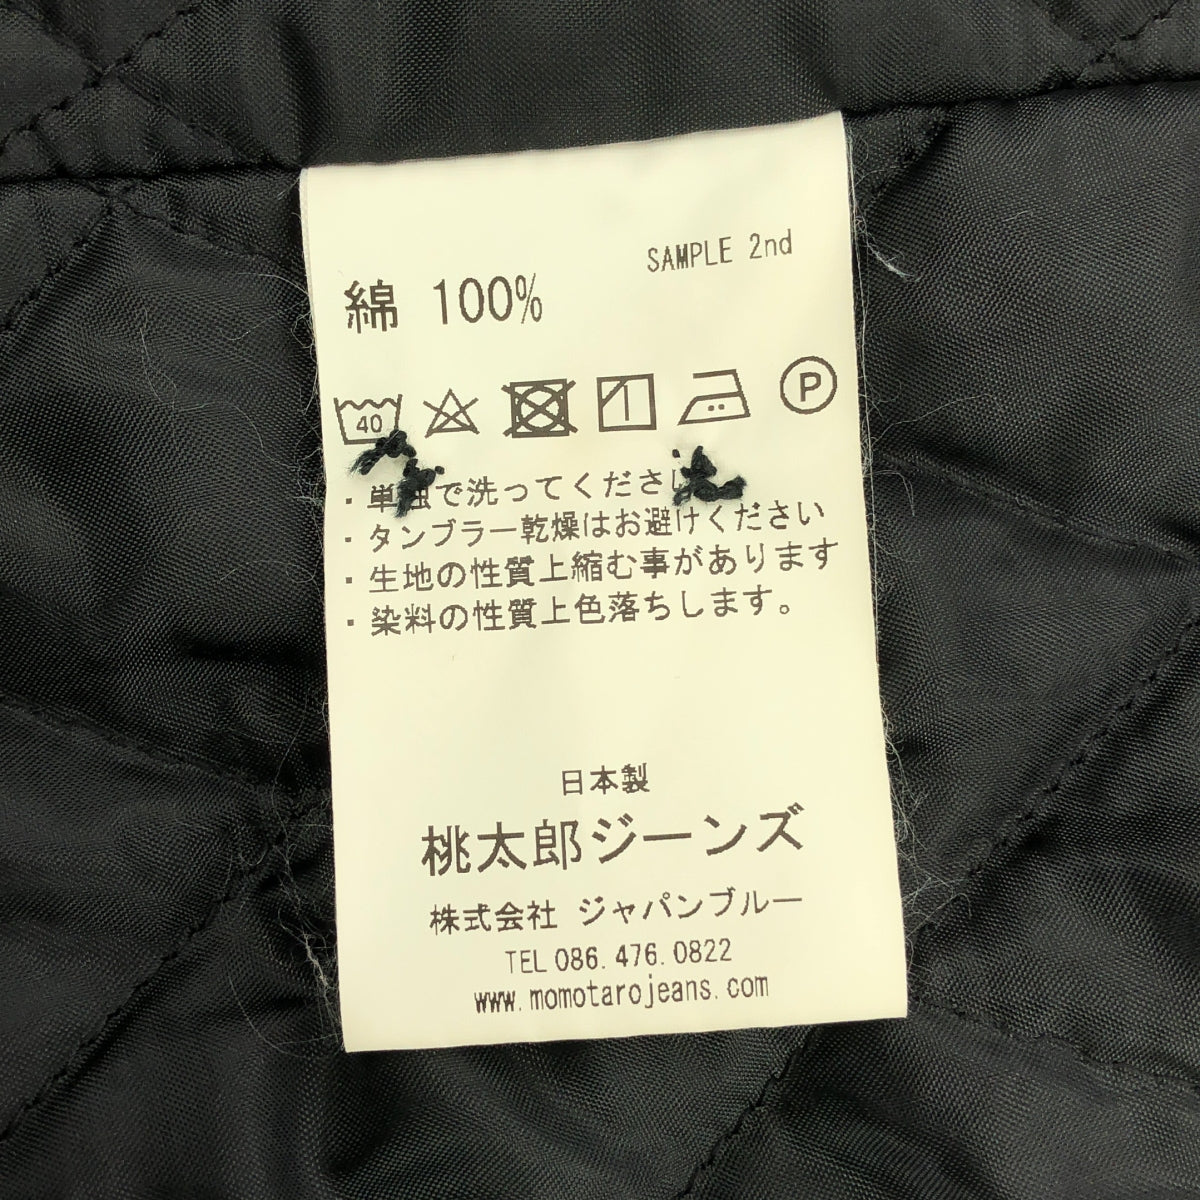 SAMPLE 2nd
綿 100%
40 P
・単独で洗ってください
・タンブラー乾燥はお避けください
・生地の性質上縮む事があります
・染料の性質上色落ちします。
日本製
桃太郎ジーンズ
株式会社 ジャパンブルー
TEL 086.476.0822
www.momotarojeans.com